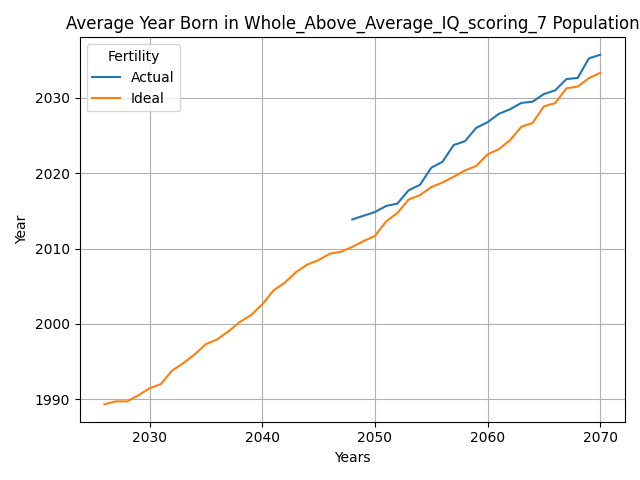 Average Year Born in Whole_Above_Average_IQ_scoring_7 Population
Fertility
Actual
Ideal
2030
2020
2010
2000
1990
Year
2030 2040 2050 2060 2070
Years